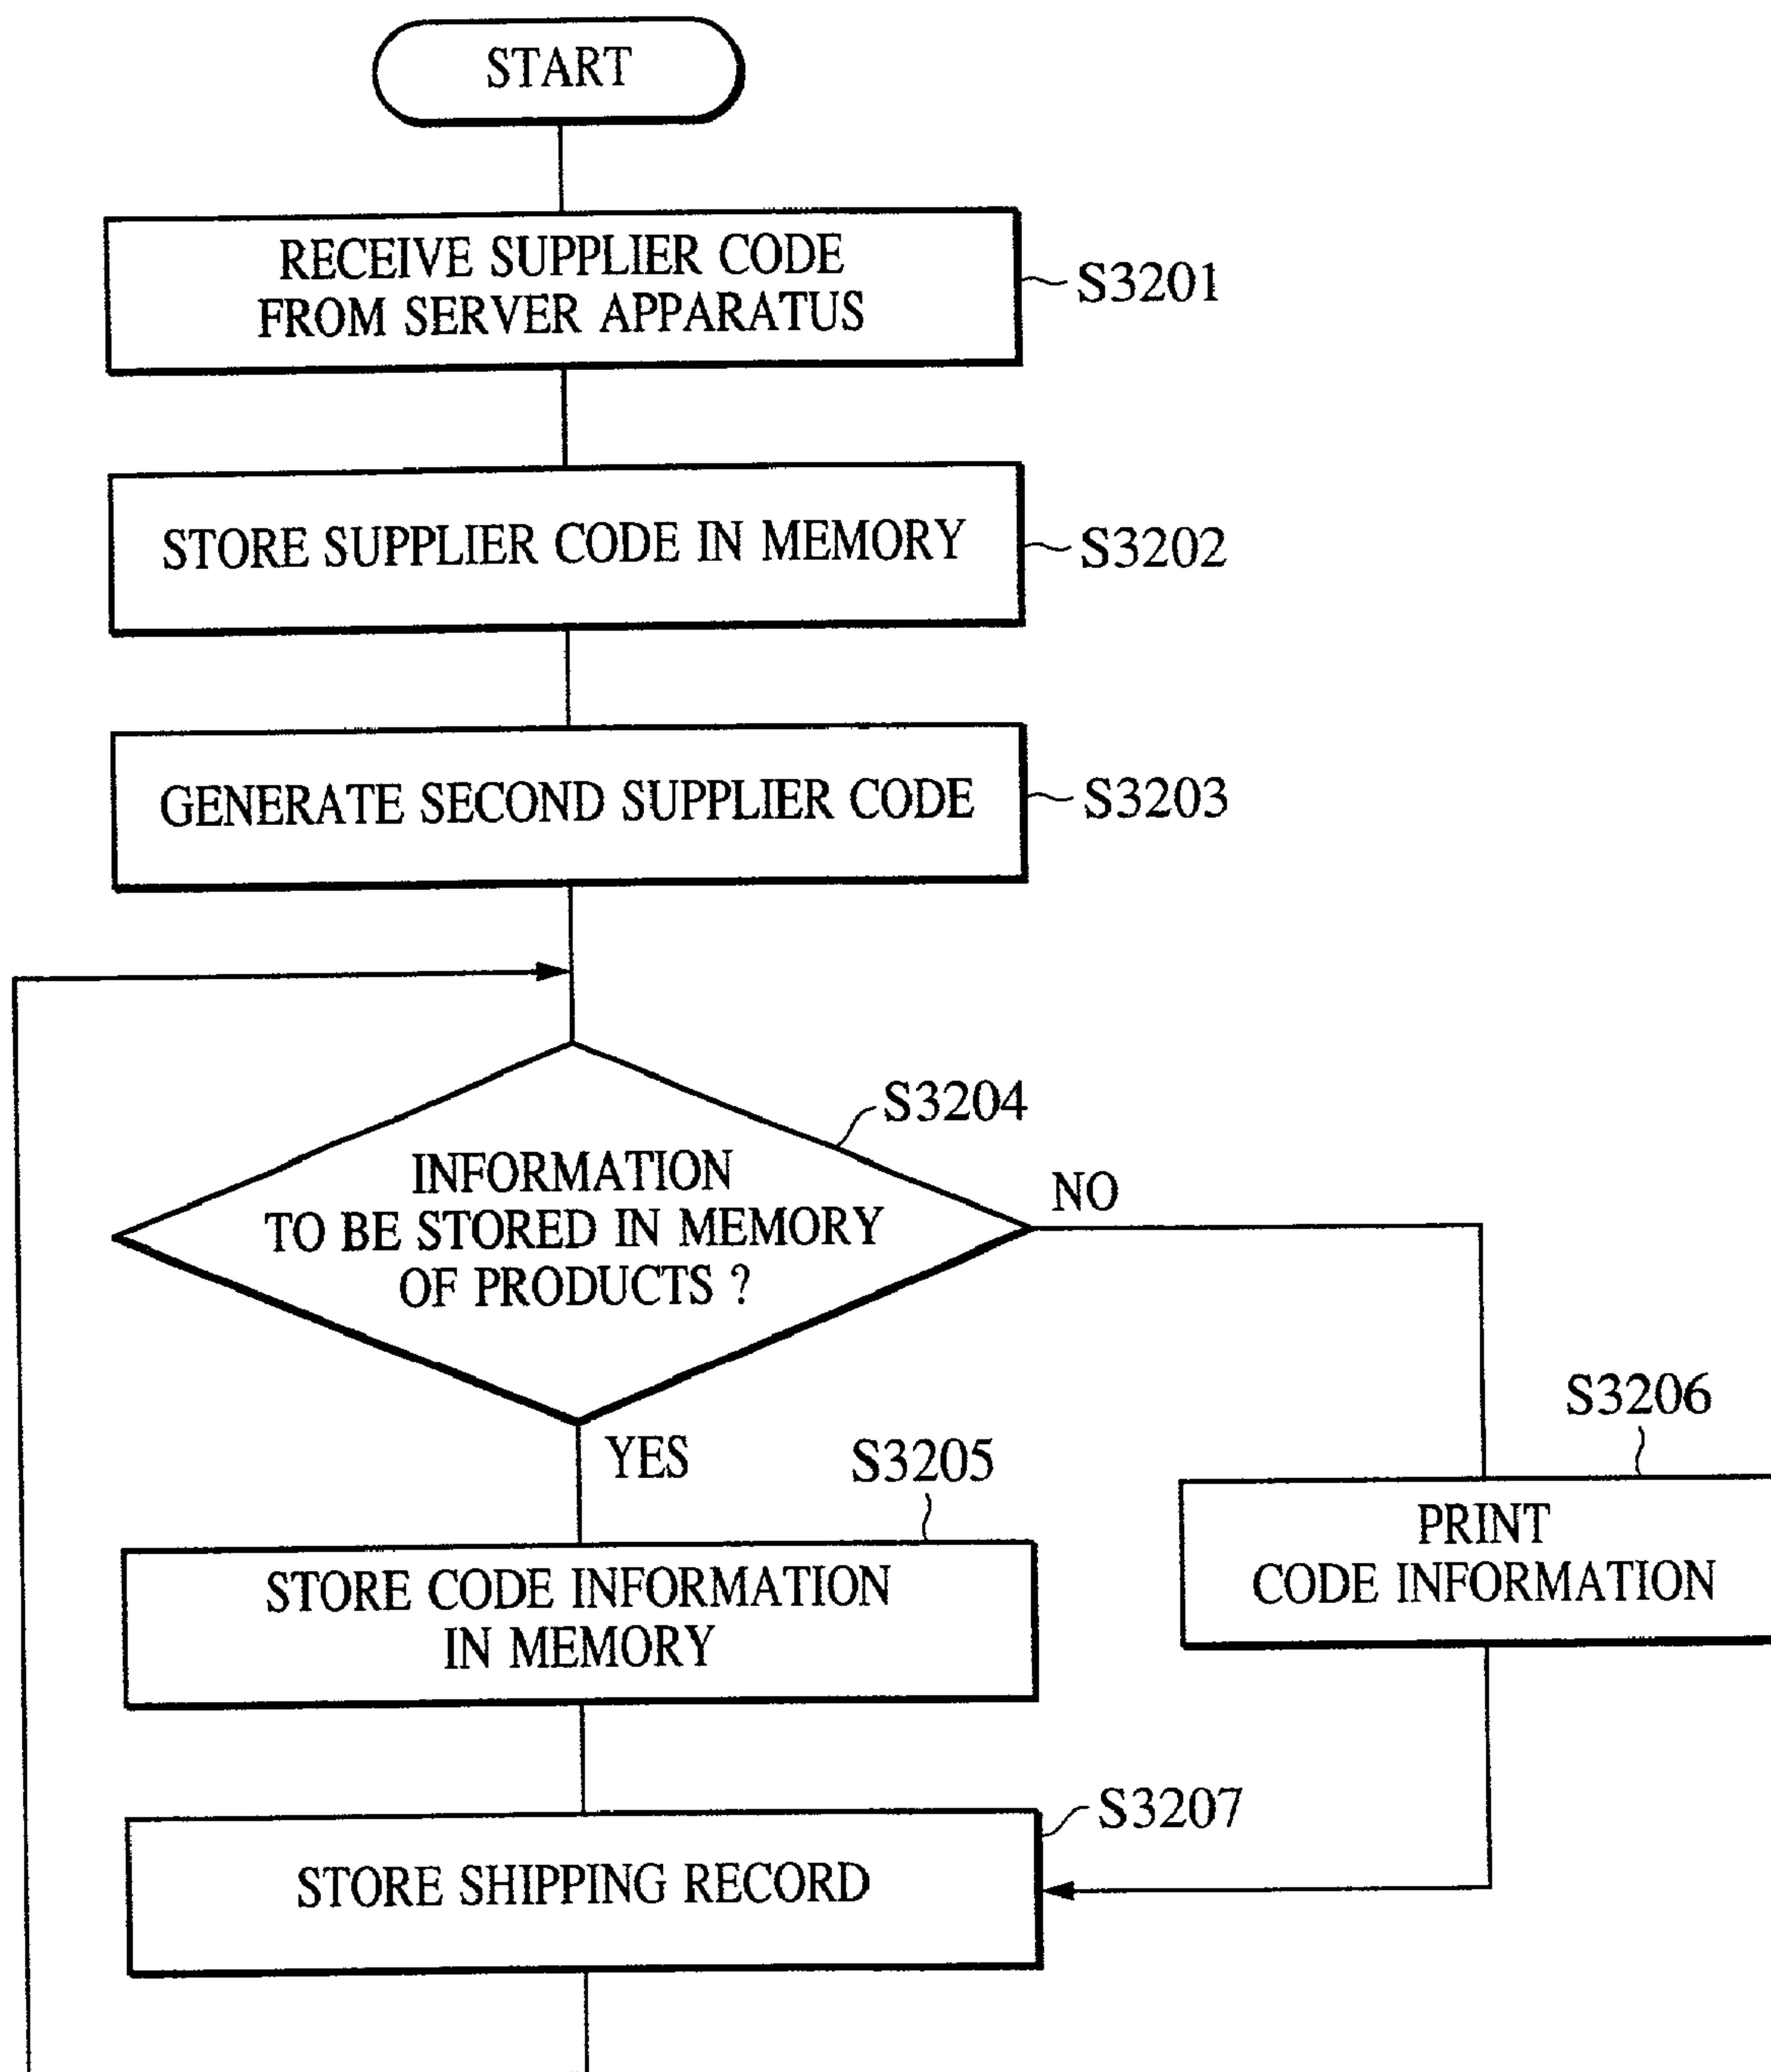 START
RECEIVE SUPPLIER CODE
FROM SERVER APPARATUS
S3201
STORE SUPPLIER CODE IN MEMORY
S3202
GENERATE SECOND SUPPLIER CODE
S3203
S3204
INFORMATION
TO BE STORED IN MEMORY
OF PRODUCTS ?
NO
YES
S3205
S3206
STORE CODE INFORMATION
IN MEMORY
PRINT
CODE INFORMATION
S3207
STORE SHIPPING RECORD